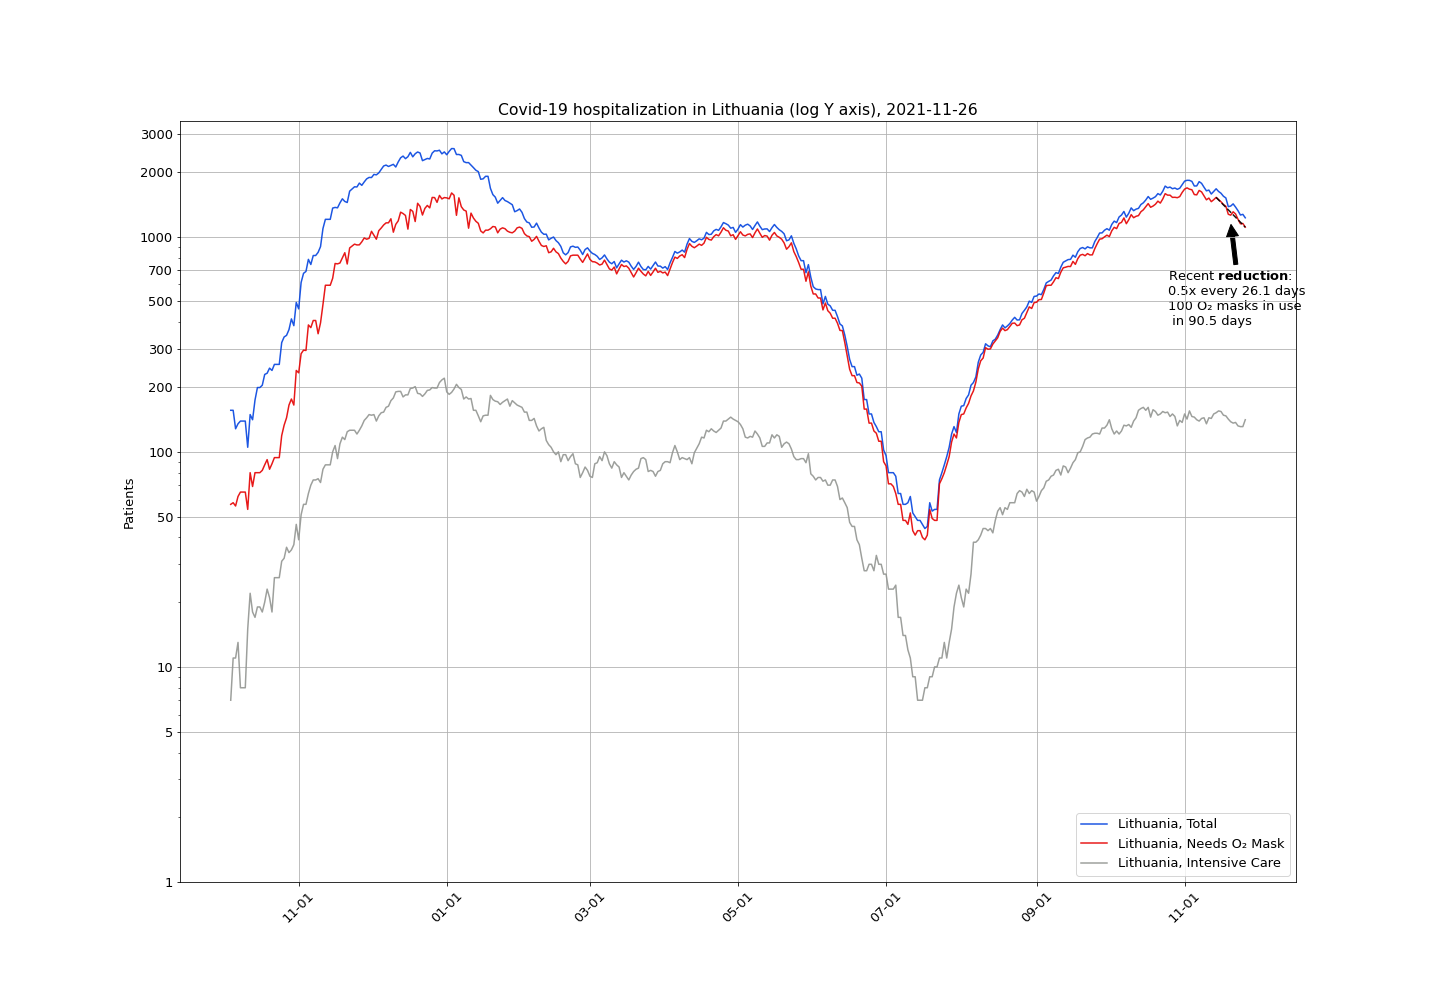 Covid-19 hospitalization in Lithuania (log Y axis), 2021-11-26
3000
2000
1000
700
500
300
200
100
50
10
5
1
Patients
Recent reduction:
0.5x every 26.1 days
100 O₂ masks in use
in 90.5 days
Lithuania, Total
Lithuania, Needs O₂ Mask
Lithuania, Intensive Care
11-01
01-01
03-01
05-01
07-01
09-01
11-01